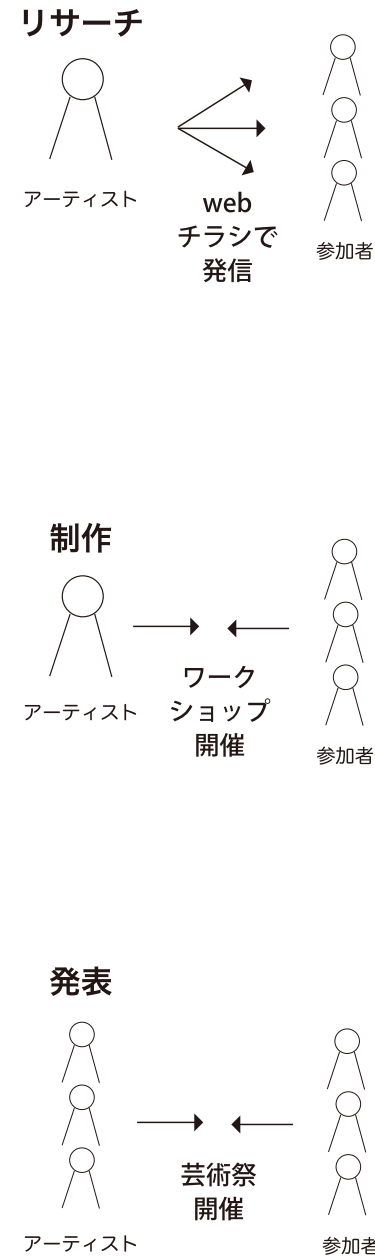 リサーチ
アーティスト
web
チラシで
発信
参加者
制作
アーティスト
ワーク
ショップ
開催
参加者
発表
アーティスト
芸術祭
開催
参加者